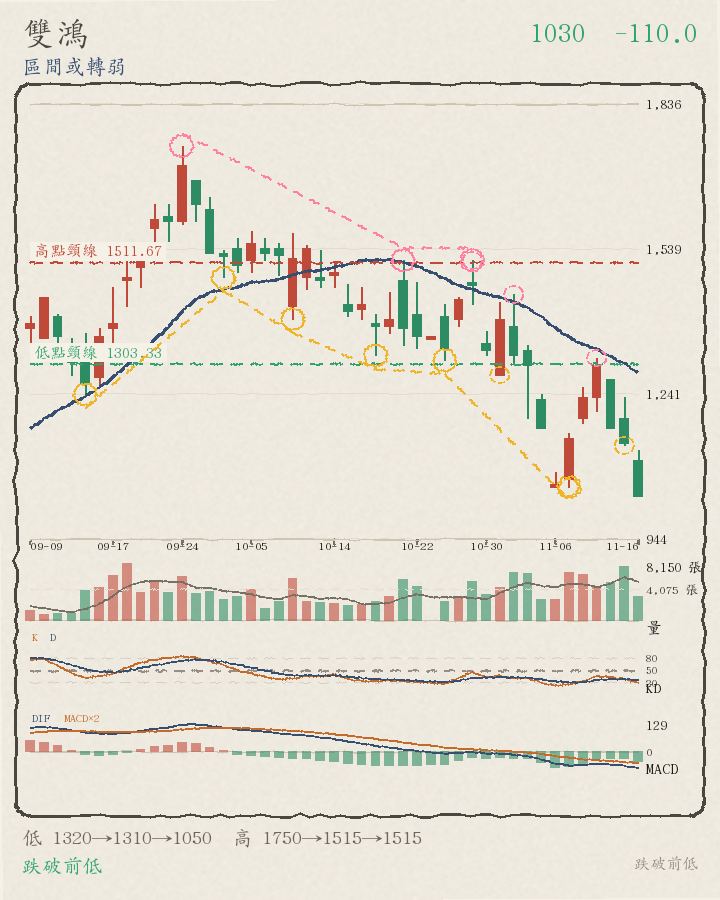 雙鴻 1030 -110.0
區間或轉弱
1,836
高點頸線 1511.67
1,539
低點頸線 1303.33
1,241
944
09-09 09-17 09-24 10-05 10-14 10-22 10-30 11-06 11-16
8,150 張
4,075 張
量
K D
80
50
20
KD
DIF MACD×2
129
0
MACD
低 1320→1310→1050 高 1750→1515→1515
跌破前低 跌破前低